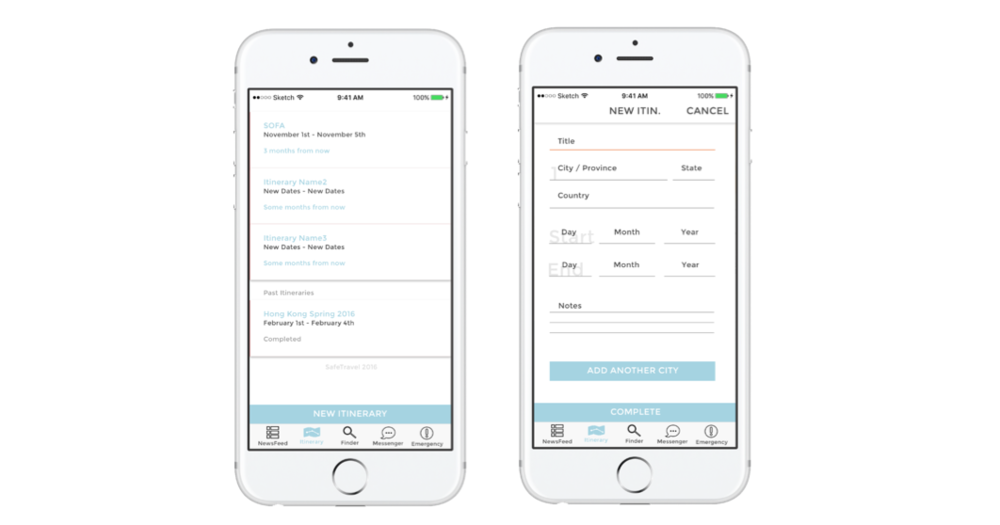 Sketch 9:41 AM 100%
SOFA
November 1st - November 5th
3 months from now
Itinerary Name2
New Dates - New Dates
Some months from now
Itinerary Name3
New Dates - New Dates
Some months from now
Past Itineraries
Hong Kong Spring 2016
February 1st - February 4th
Completed
SafeTravel 2016
NEW ITINERARY
NewsFeed Itinerary Finder Messenger Emergency
Sketch 9:41 AM 100%
NEW ITIN. CANCEL
Title
1
City / Province State
Country
Start
Day Month Year
End
Day Month Year
Notes
ADD ANOTHER CITY
COMPLETE
NewsFeed Itinerary Finder Messenger Emergency